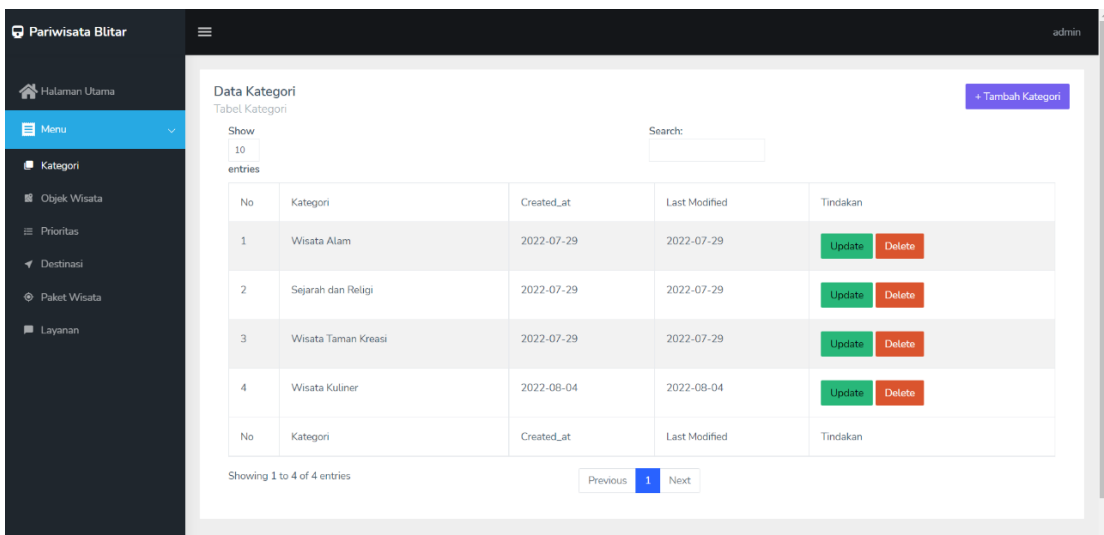 Pariwisata Blitar
admin
Halaman Utama
Menu
Kategori
Objek Wisata
Prioritas
Destinasi
Paket Wisata
Layanan
Data Kategori
Tabel Kategori
+ Tambah Kategori
Show
10
entries
Search:
No Kategori Created_at Last Modified Tindakan
1 Wisata Alam 2022-07-29 2022-07-29 Update Delete
2 Sejarah dan Religi 2022-07-29 2022-07-29 Update Delete
3 Wisata Taman Kreasi 2022-07-29 2022-07-29 Update Delete
4 Wisata Kuliner 2022-08-04 2022-08-04 Update Delete
No Kategori Created_at Last Modified Tindakan
Showing 1 to 4 of 4 entries
Previous 1 Next